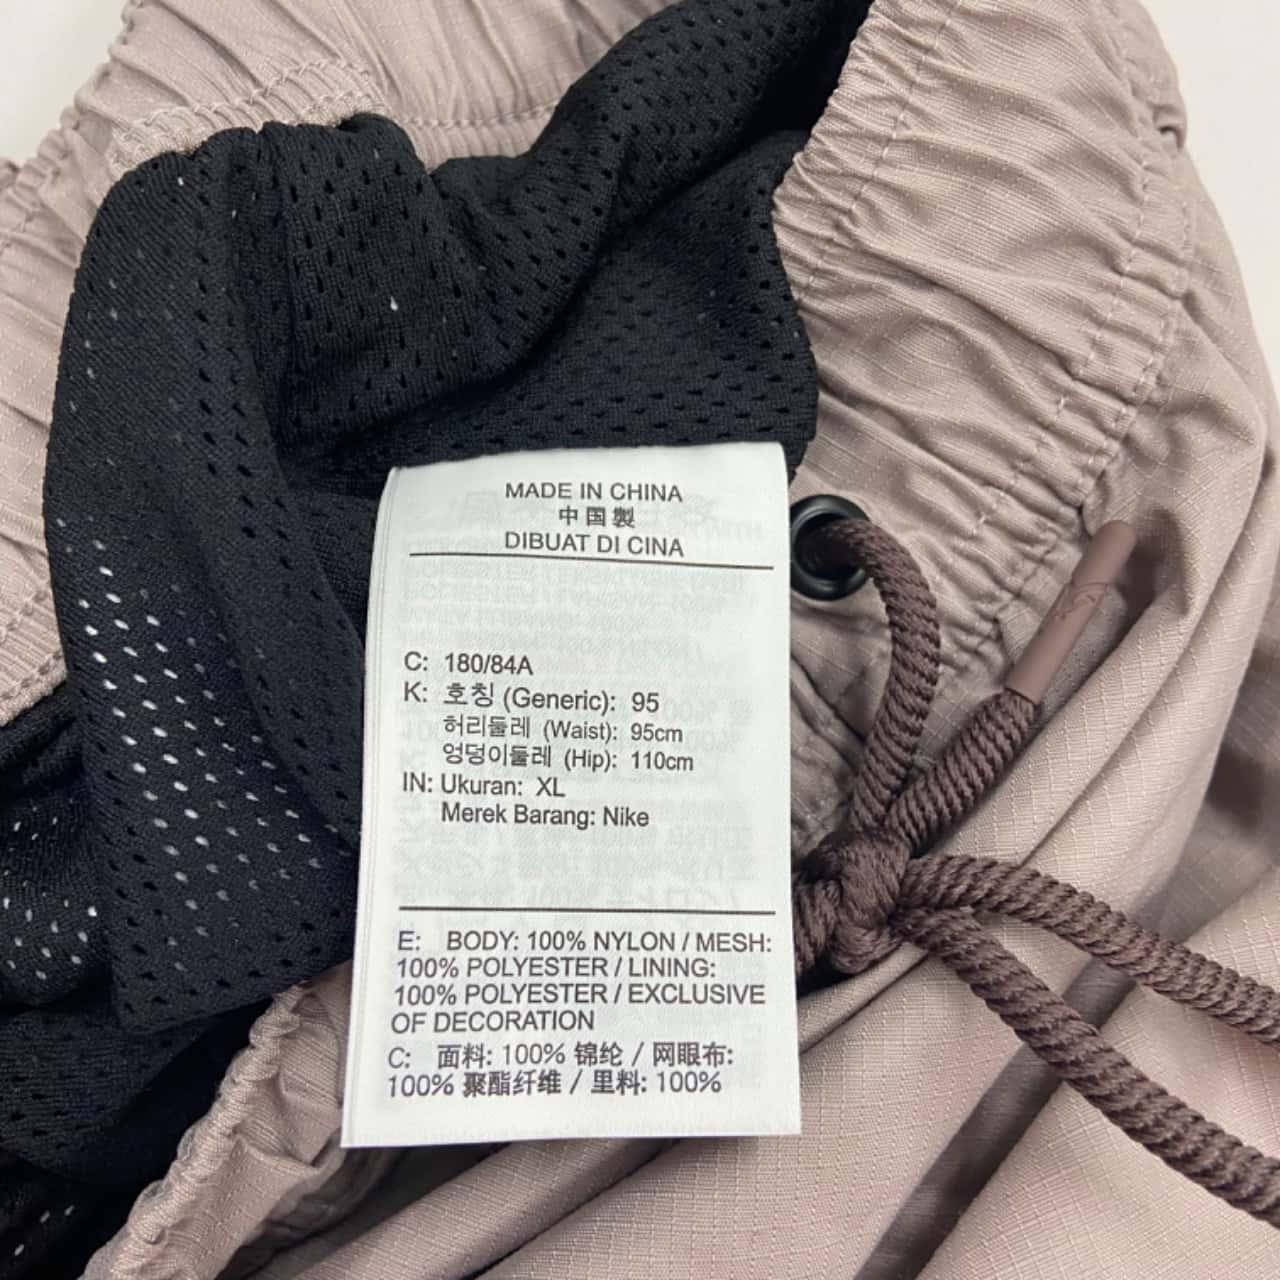 MADE IN CHINA
中国製
DIBUAT DI CINA
C: 180/84A
K: 호칭 (Generic): 95
허리둘레 (Waist): 95cm
엉덩이둘레 (Hip): 110cm
IN: Ukuran: XL
Merek Barang: Nike
E: BODY: 100% NYLON / MESH:
100% POLYESTER / LINING:
100% POLYESTER / EXCLUSIVE
OF DECORATION
C: 面料: 100% 锦纶 / 网眼布:
100% 聚酯纤维 / 里料: 100%